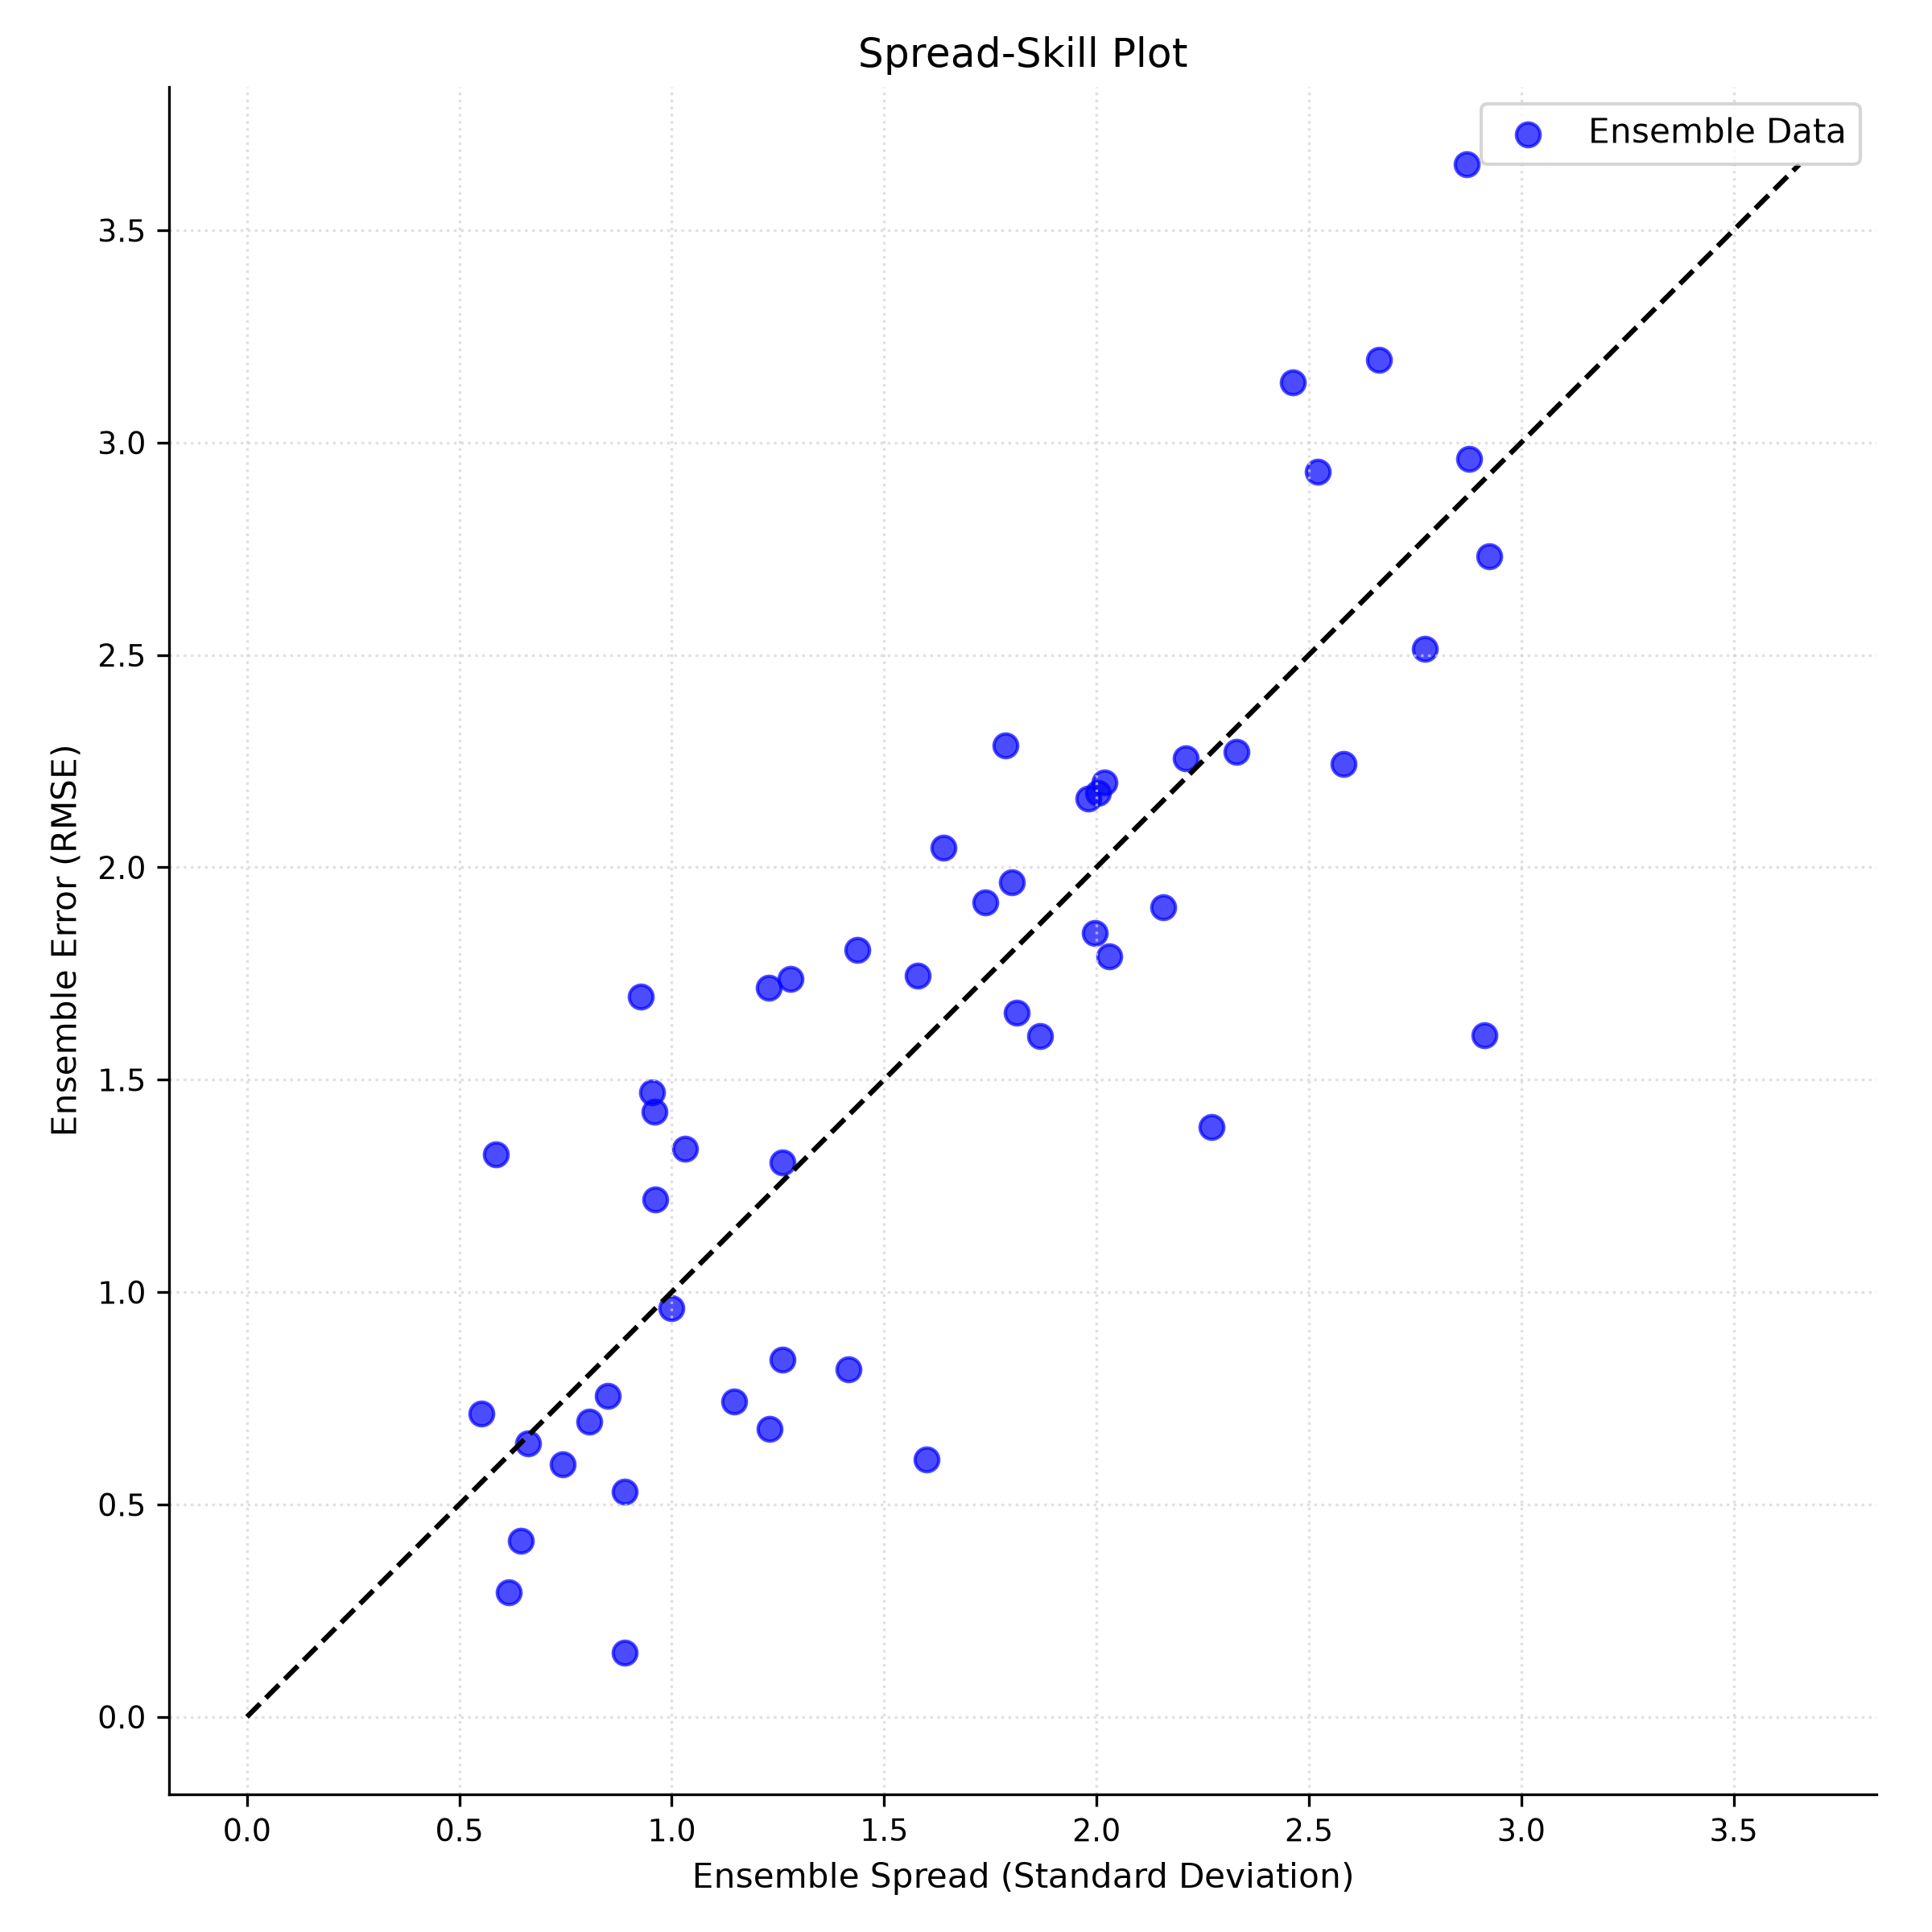 Spread-Skill Plot
Ensemble Data
3.5
3.0
2.5
2.0
1.5
1.0
0.5
0.0
Ensemble Error (RMSE)
0.0 0.5 1.0 1.5 2.0 2.5 3.0 3.5
Ensemble Spread (Standard Deviation)